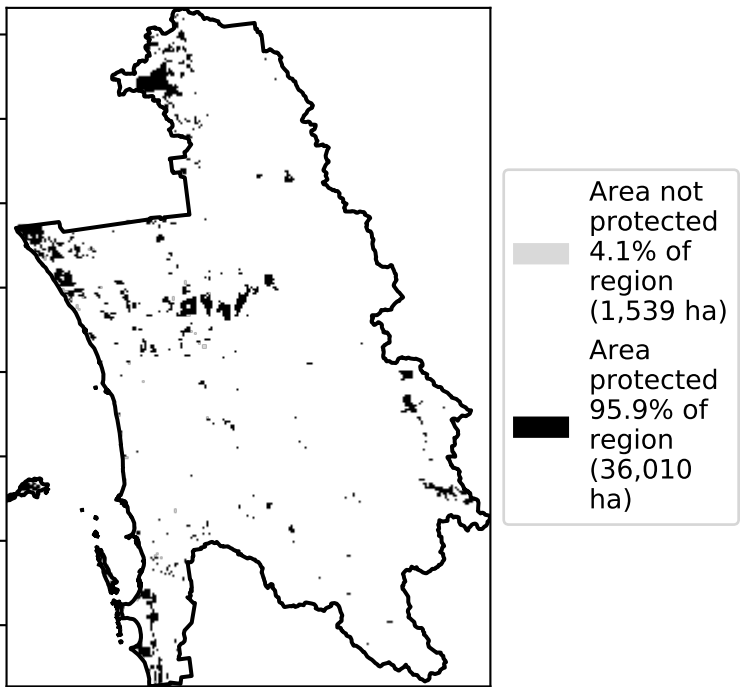 Area not
protected
4.1% of
region
(1,539 ha)
Area
protected
95.9% of
region
(36,010
ha)